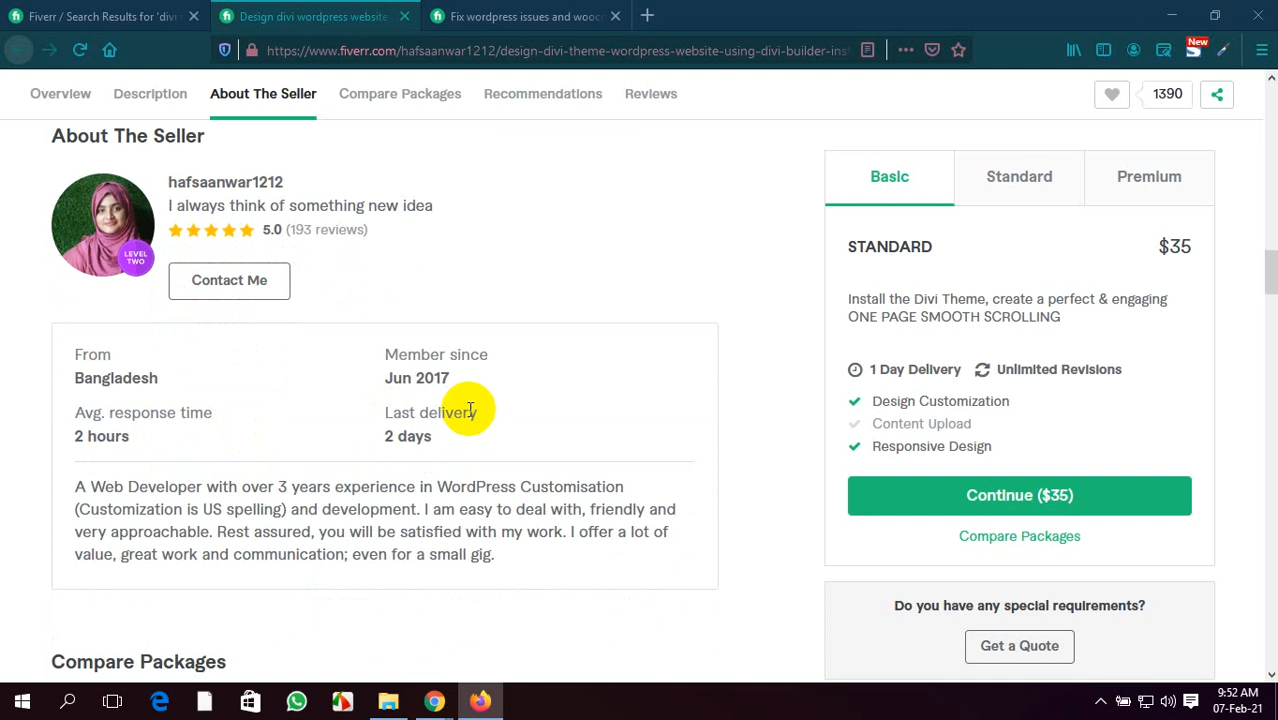 Fiverr / Search Results for 'divi
Design divi wordpress website
Fix wordpress issues and wooc
https://www.fiverr.com/hafsaanwar1212/design-divi-theme-wordpress-website-using-divi-builder-ins
New
Overview
Description
About The Seller
Compare Packages
Recommendations
Reviews
1390
About The Seller
hafsaanwar1212
I always think of something new idea
5.0 (193 reviews)
LEVEL
TWO
Contact Me
From
Bangladesh
Member since
Jun 2017
Avg. response time
2 hours
Last delivery
2 days
A Web Developer with over 3 years experience in WordPress Customisation
(Customization is US spelling) and development. I am easy to deal with, friendly and
very approachable. Rest assured, you will be satisfied with my work. I offer a lot of
value, great work and communication; even for a small gig.
Compare Packages
Basic
Standard
Premium
STANDARD
$35
Install the Divi Theme, create a perfect & engaging
ONE PAGE SMOOTH SCROLLING
1 Day Delivery
Unlimited Revisions
Design Customization
Content Upload
Responsive Design
Continue ($35)
Compare Packages
Do you have any special requirements?
Get a Quote
9:52 AM
07-Feb-21